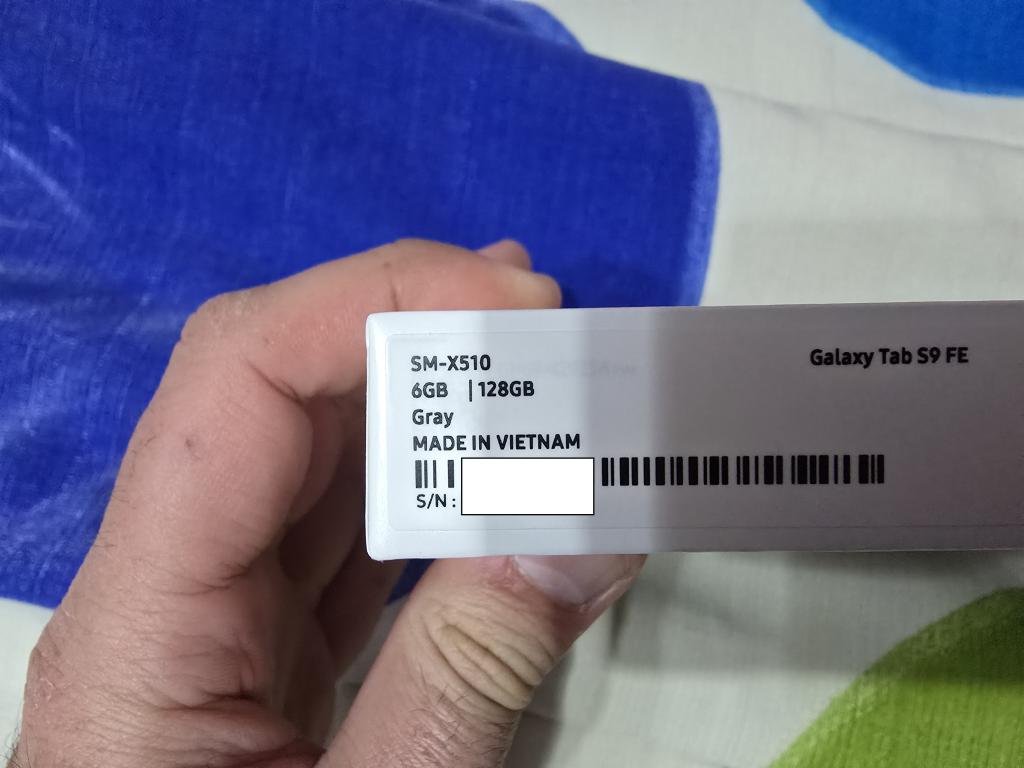 SM-X510
Galaxy Tab S9 FE
6GB | 128GB
Gray
MADE IN VIETNAM
S/N :